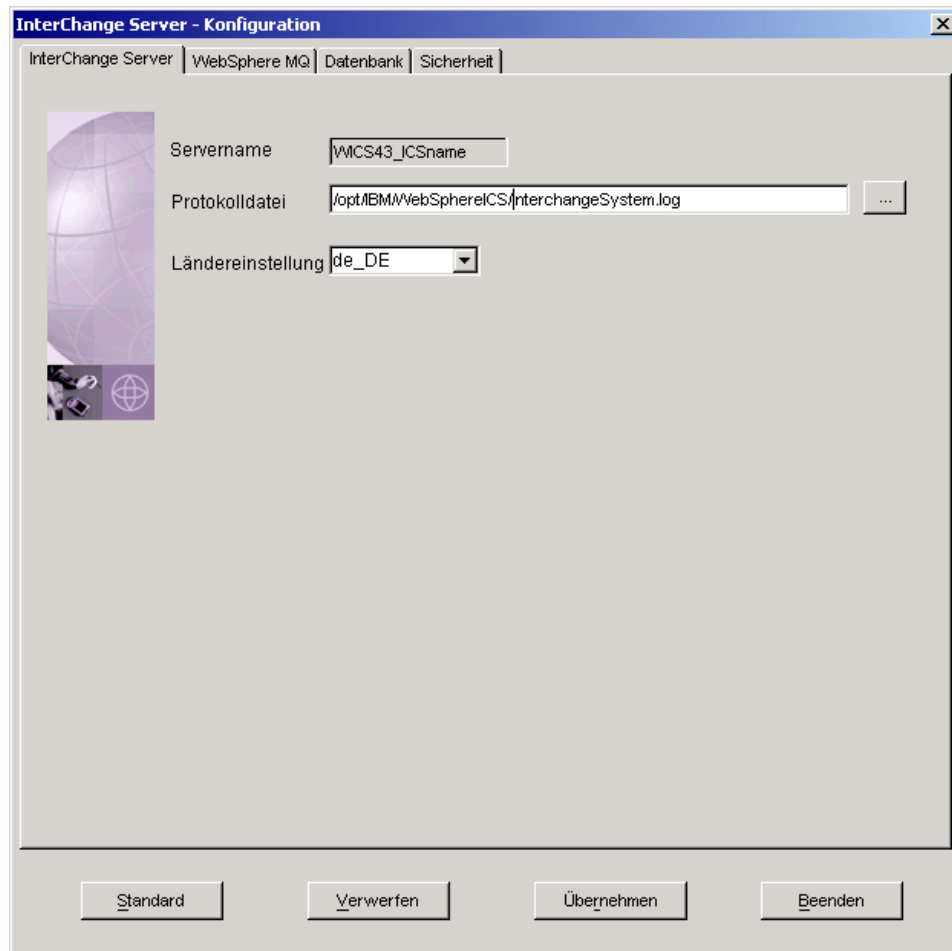 InterChange Server - Konfiguration
InterChange Server WebSphere MQ Datenbank Sicherheit
Servername WICS43_ICSname
Protokolldatei /opt/IBM/WebSphereICS/InterchangeSystem.log ...
Ländereinstellung de_DE
Standard Verwerfen Übernehmen Beenden